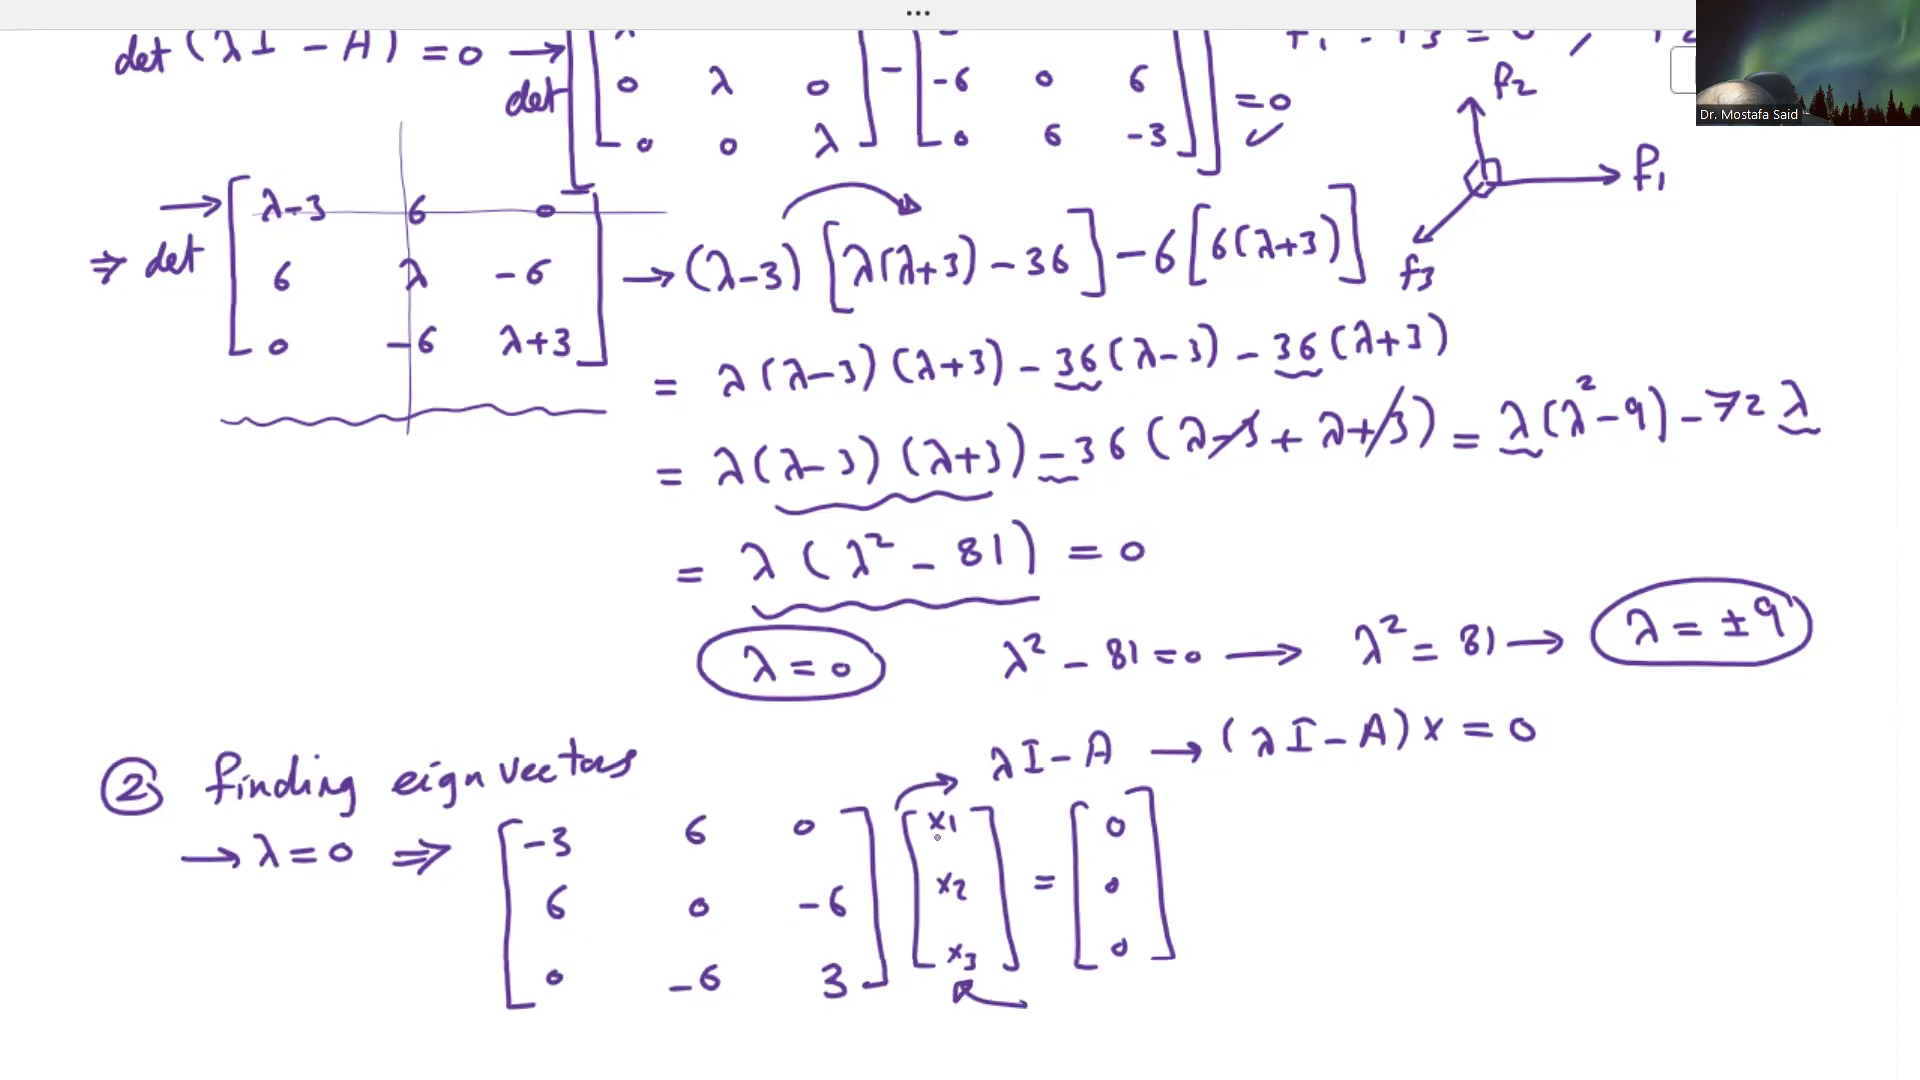 ...
det (λI - A) = 0 → det [[λ
0 λ 0
0 0 λ] - [
-6 0 6
0 6 -3]] = 0 ✓
f1 · f3 = 0 ,
f2
f1
f3
Dr. Mostafa Said
⇒ det [λ-3 6 0
6 λ -6
0 -6 λ+3] → (λ-3) [λ(λ+3) - 36] - 6 [6(λ+3)]
= λ(λ-3)(λ+3) - 36(λ-3) - 36(λ+3)
= λ(λ-3)(λ+3) - 36(λ-3 + λ+3) = λ(λ² - 9) - 72λ
= λ(λ² - 81) = 0
λ = 0 λ² - 81 = 0 → λ² = 81 → λ = ±9
② finding eignvectors λI - A → (λI - A) x = 0
→ λ = 0 ⇒ [-3 6 0
6 0 -6
0 -6 3] [x1
x2
x3] = [0
0
0]